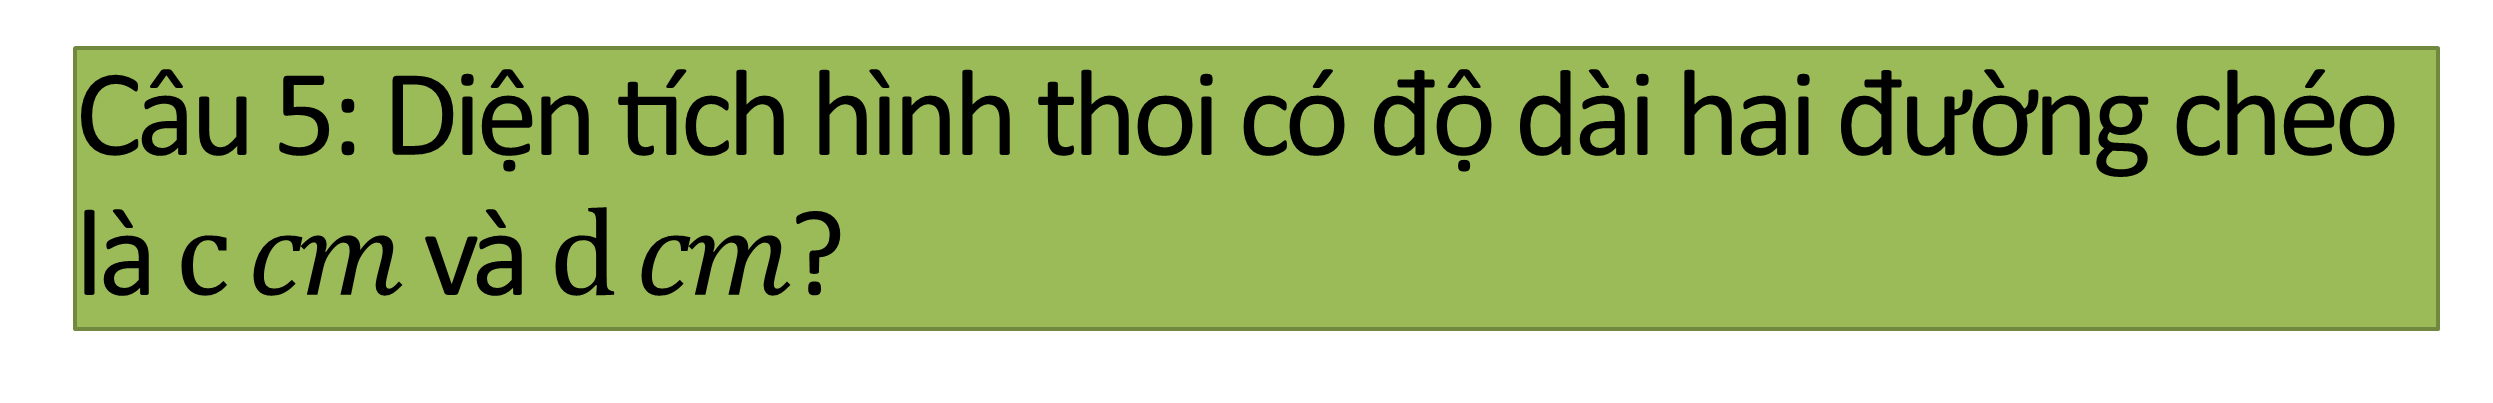 Câu 5: Diện tích hình thoi có độ dài hai đường chéo
là c cm và d cm?